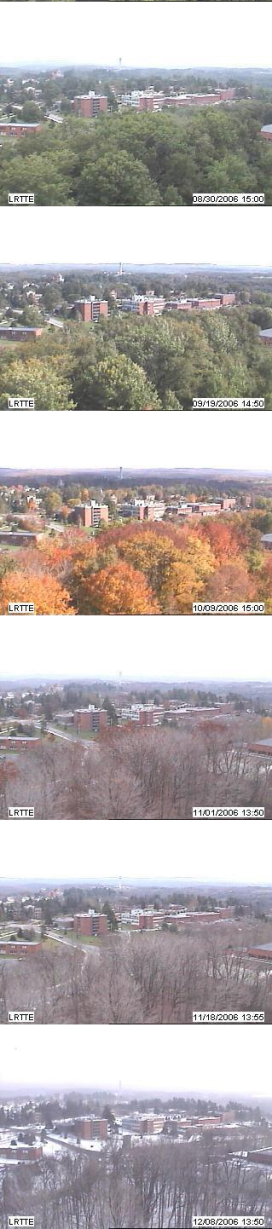 LRTTE 08/30/2006 15:00
LRTTE 09/19/2006 14:50
LRTTE 10/09/2006 15:00
LRTTE 11/01/2006 13:50
LRTTE 11/18/2006 13:55
LRTTE 12/08/2006 13:50